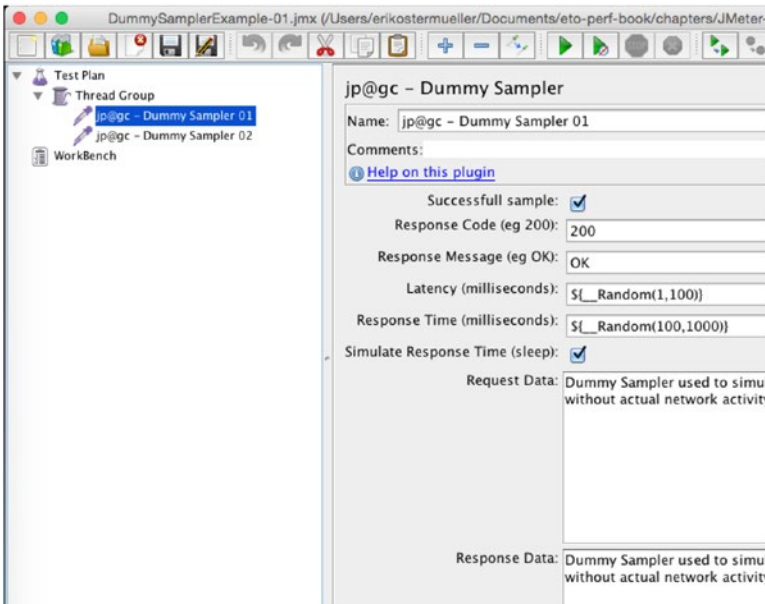 DummySamplerExample-01.jmx (/Users/erikostermueller/Documents/eto-perf-book/chapters/JMeter-
Test Plan
Thread Group
jp@gc - Dummy Sampler 01
jp@gc - Dummy Sampler 02
WorkBench
jp@gc - Dummy Sampler
Name: jp@gc - Dummy Sampler 01
Comments:
Help on this plugin
Successfull sample:
Response Code (eg 200): 200
Response Message (eg OK): OK
Latency (milliseconds): ${__Random(1,100)}
Response Time (milliseconds): ${__Random(100,1000)}
Simulate Response Time (sleep):
Request Data: Dummy Sampler used to simu
without actual network activit
Response Data: Dummy Sampler used to simu
without actual network activit